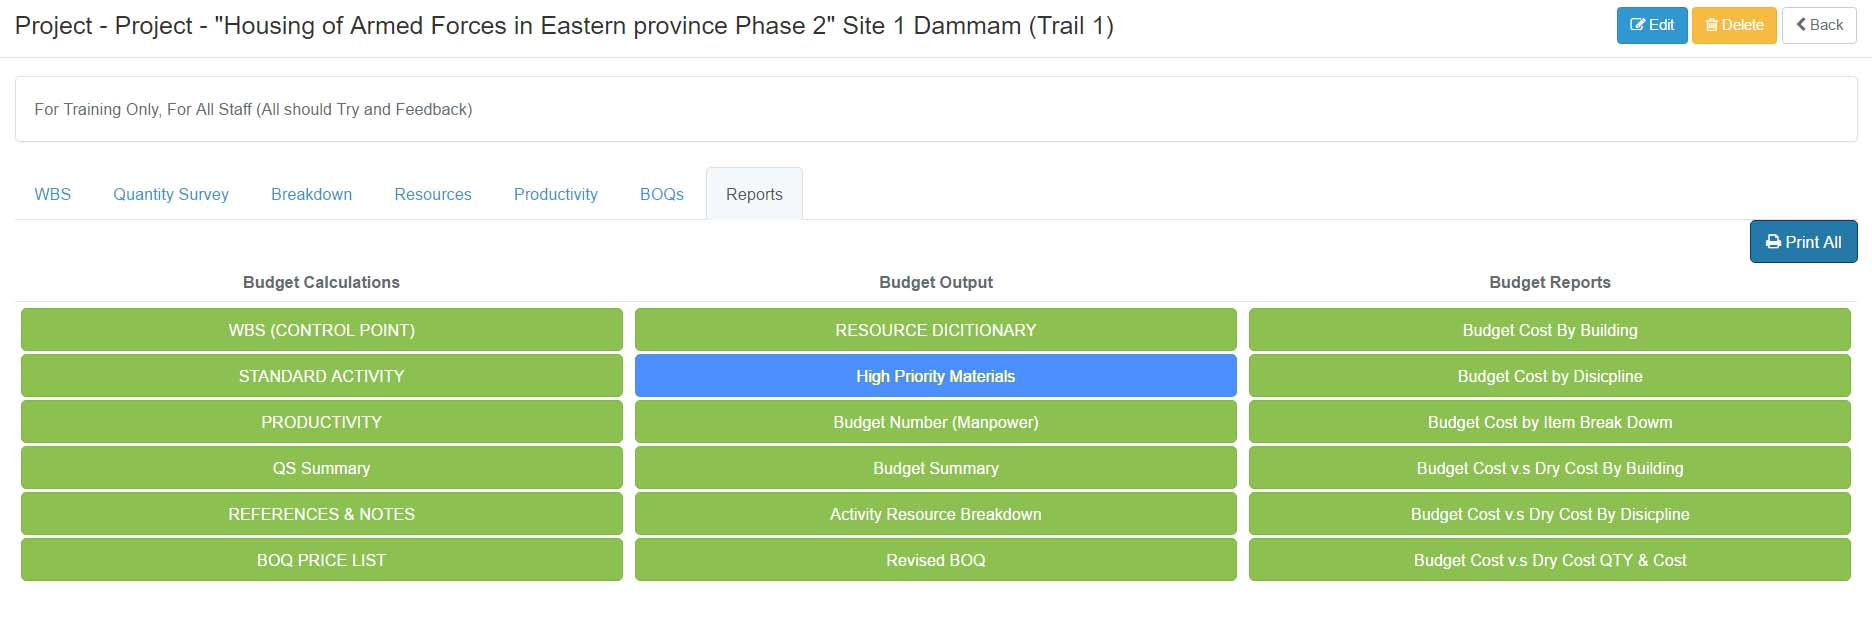 Project - Project - "Housing of Armed Forces in Eastern province Phase 2" Site 1 Dammam (Trail 1)
Edit
Delete
Back
For Training Only, For All Staff (All should Try and Feedback)
WBS
Quantity Survey
Breakdown
Resources
Productivity
BOQs
Reports
Print All
Budget Calculations
WBS (CONTROL POINT)
STANDARD ACTIVITY
PRODUCTIVITY
QS Summary
REFERENCES & NOTES
BOQ PRICE LIST
Budget Output
RESOURCE DICITIONARY
High Priority Materials
Budget Number (Manpower)
Budget Summary
Activity Resource Breakdown
Revised BOQ
Budget Reports
Budget Cost By Building
Budget Cost by Disicpline
Budget Cost by Item Break Dowm
Budget Cost v.s Dry Cost By Building
Budget Cost v.s Dry Cost By Disicpline
Budget Cost v.s Dry Cost QTY & Cost